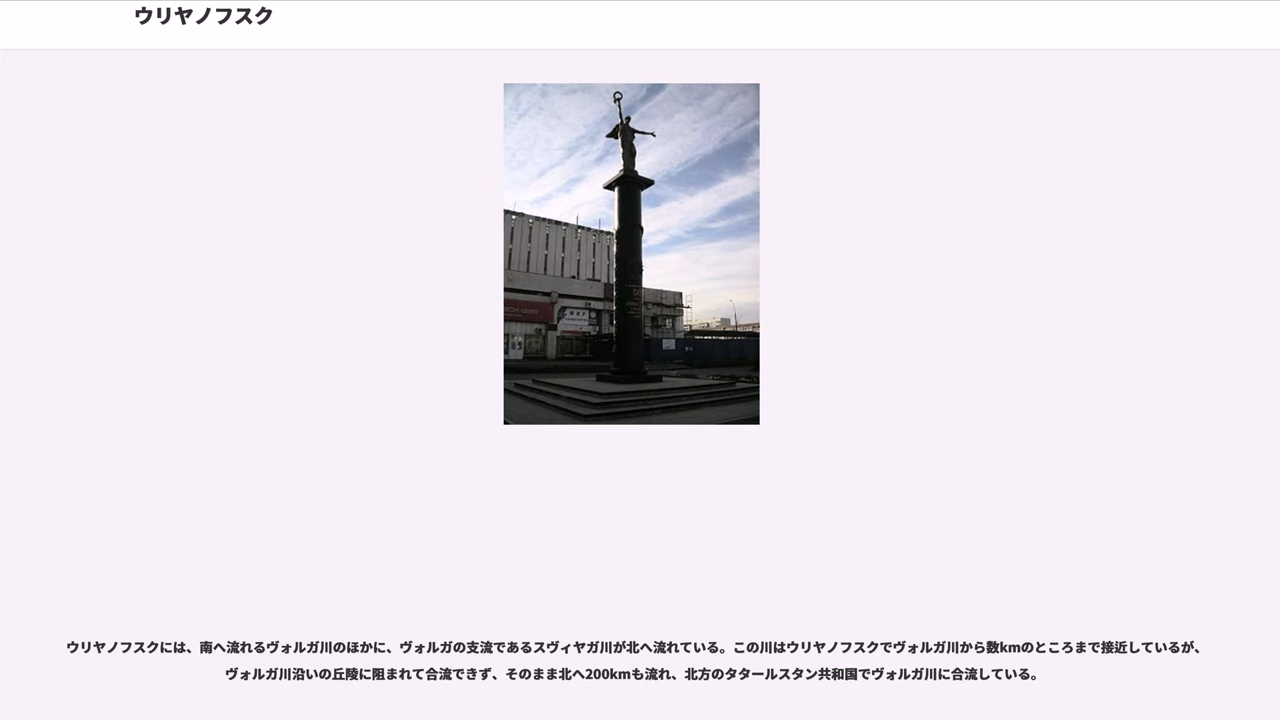 ウリヤノフスク
ウリヤノフスクには、南へ流れるヴォルガ川のほかに、ヴォルガの支流であるスヴィヤガ川が北へ流れている。この川はウリヤノフスクでヴォルガ川から数kmのところまで接近しているが、
ヴォルガ川沿いの丘陵に阻まれて合流できず、そのまま北へ200kmも流れ、北方のタタールスタン共和国でヴォルガ川に合流している。